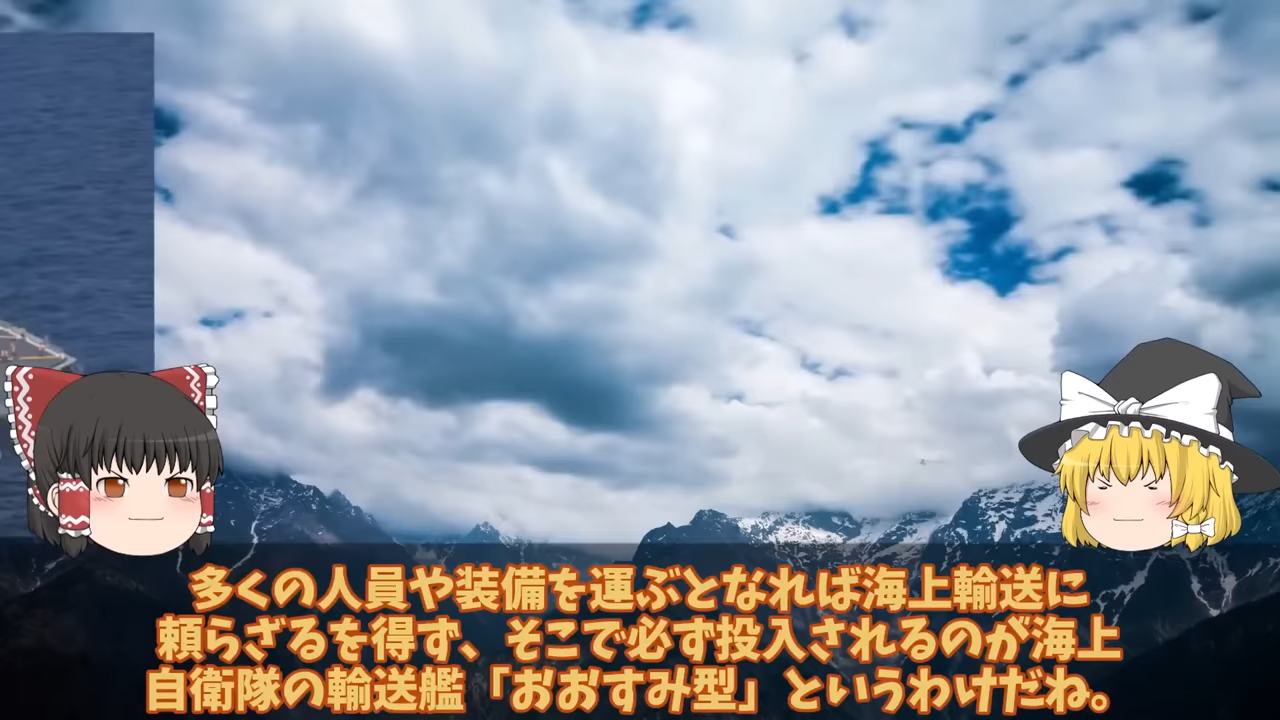 多くの人員や装備を運ぶとなれば海上輸送に
頼らざるを得ず、そこで必ず投入されるのが海上
自衛隊の輸送艦「おおすみ型」というわけだね。